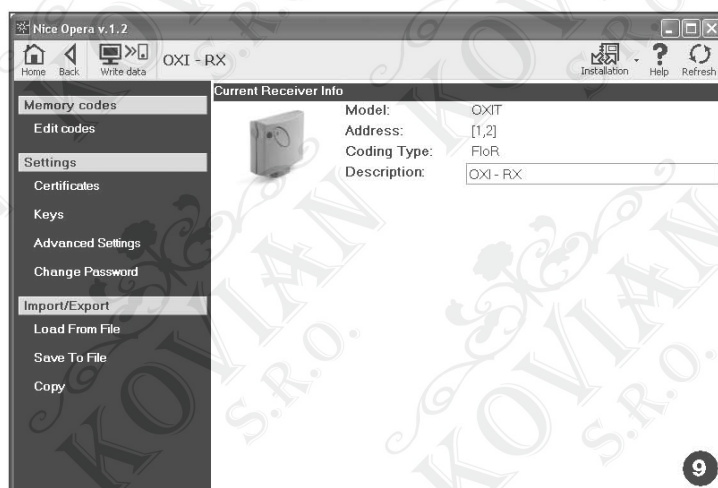 Nice Opera v.1.2
Home Back Write data OXI - RX Installation Help Refresh
Memory codes
Edit codes
Settings
Certificates
Keys
Advanced Settings
Change Password
Import/Export
Load From File
Save To File
Copy
Current Receiver Info
Model: OXIT
Address: [1,2]
Coding Type: FloR
Description: OXI - RX
9
KOVIAN
S.R.O.
KOVIAN
S.R.O.